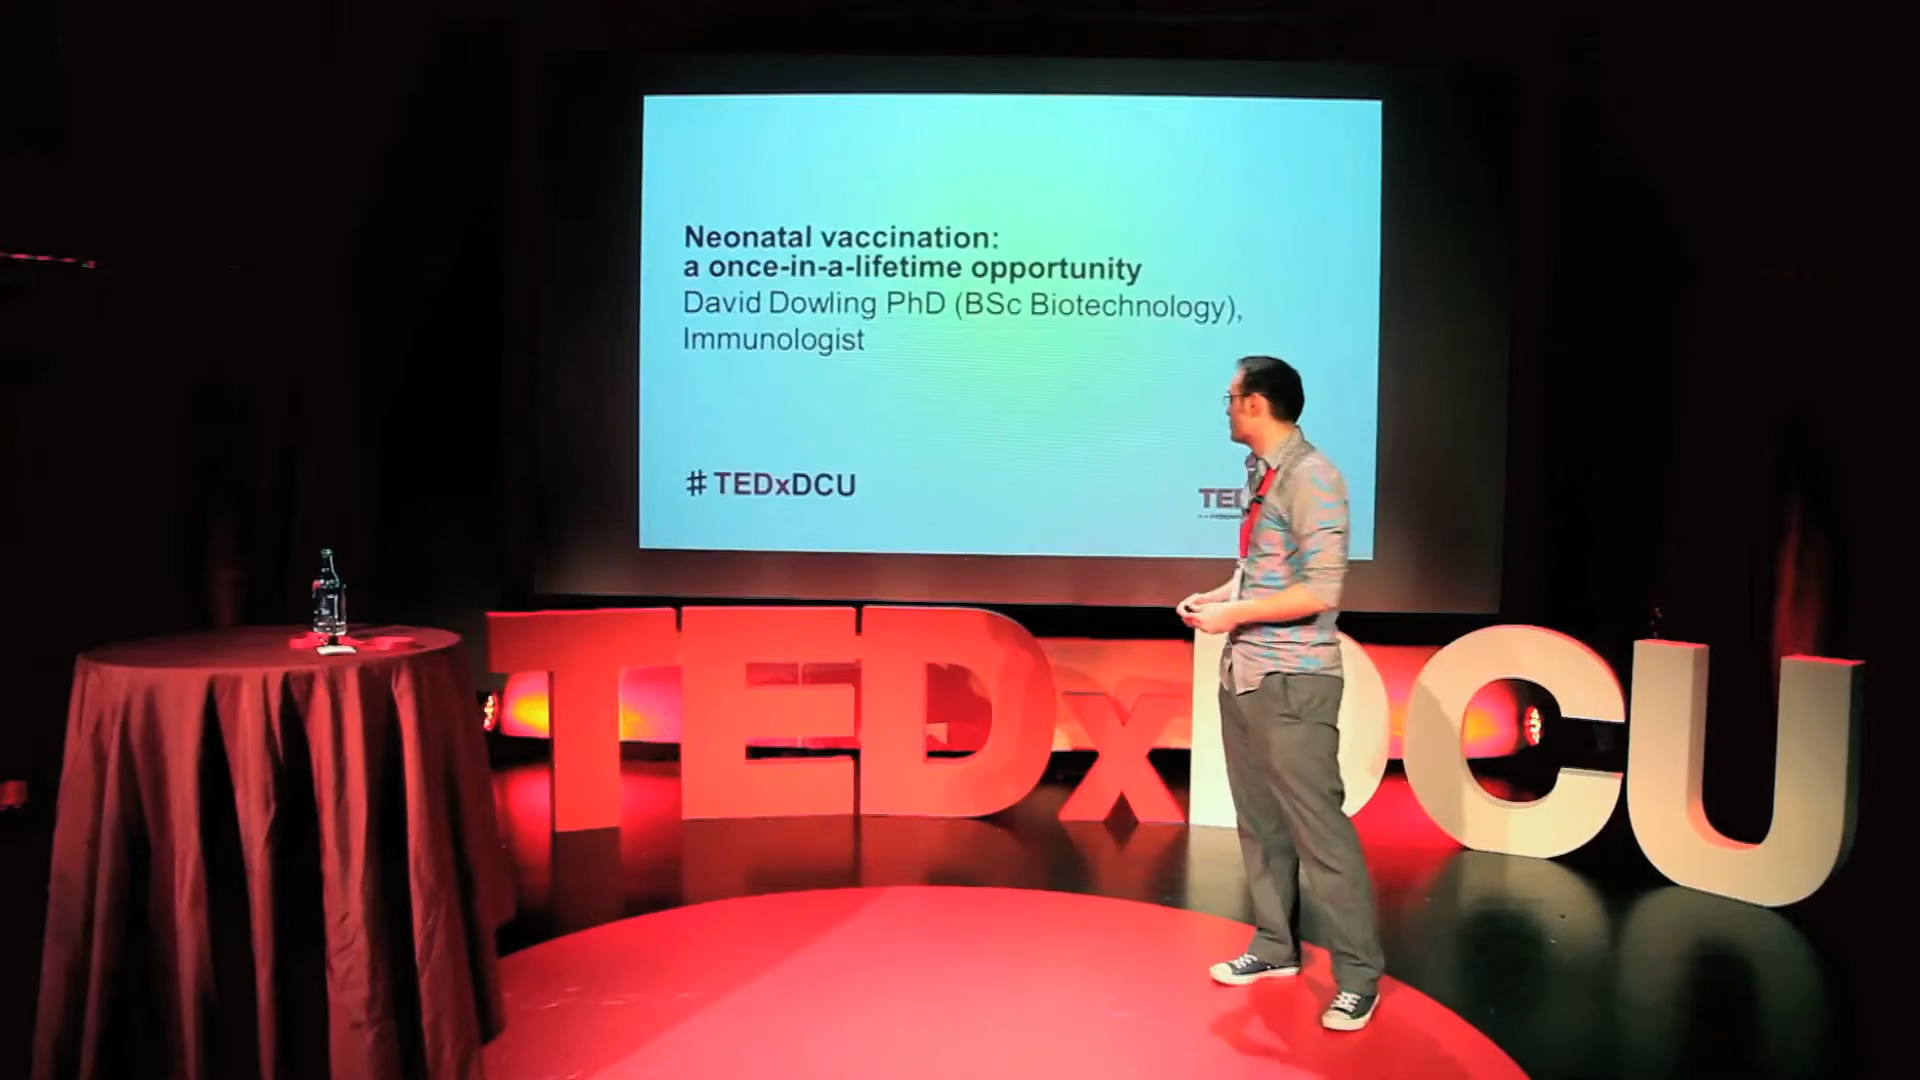 Neonatal vaccination:
a once-in-a-lifetime opportunity
David Dowling PhD (BSc Biotechnology),
Immunologist
#TEDxDCU
TEDxDCU